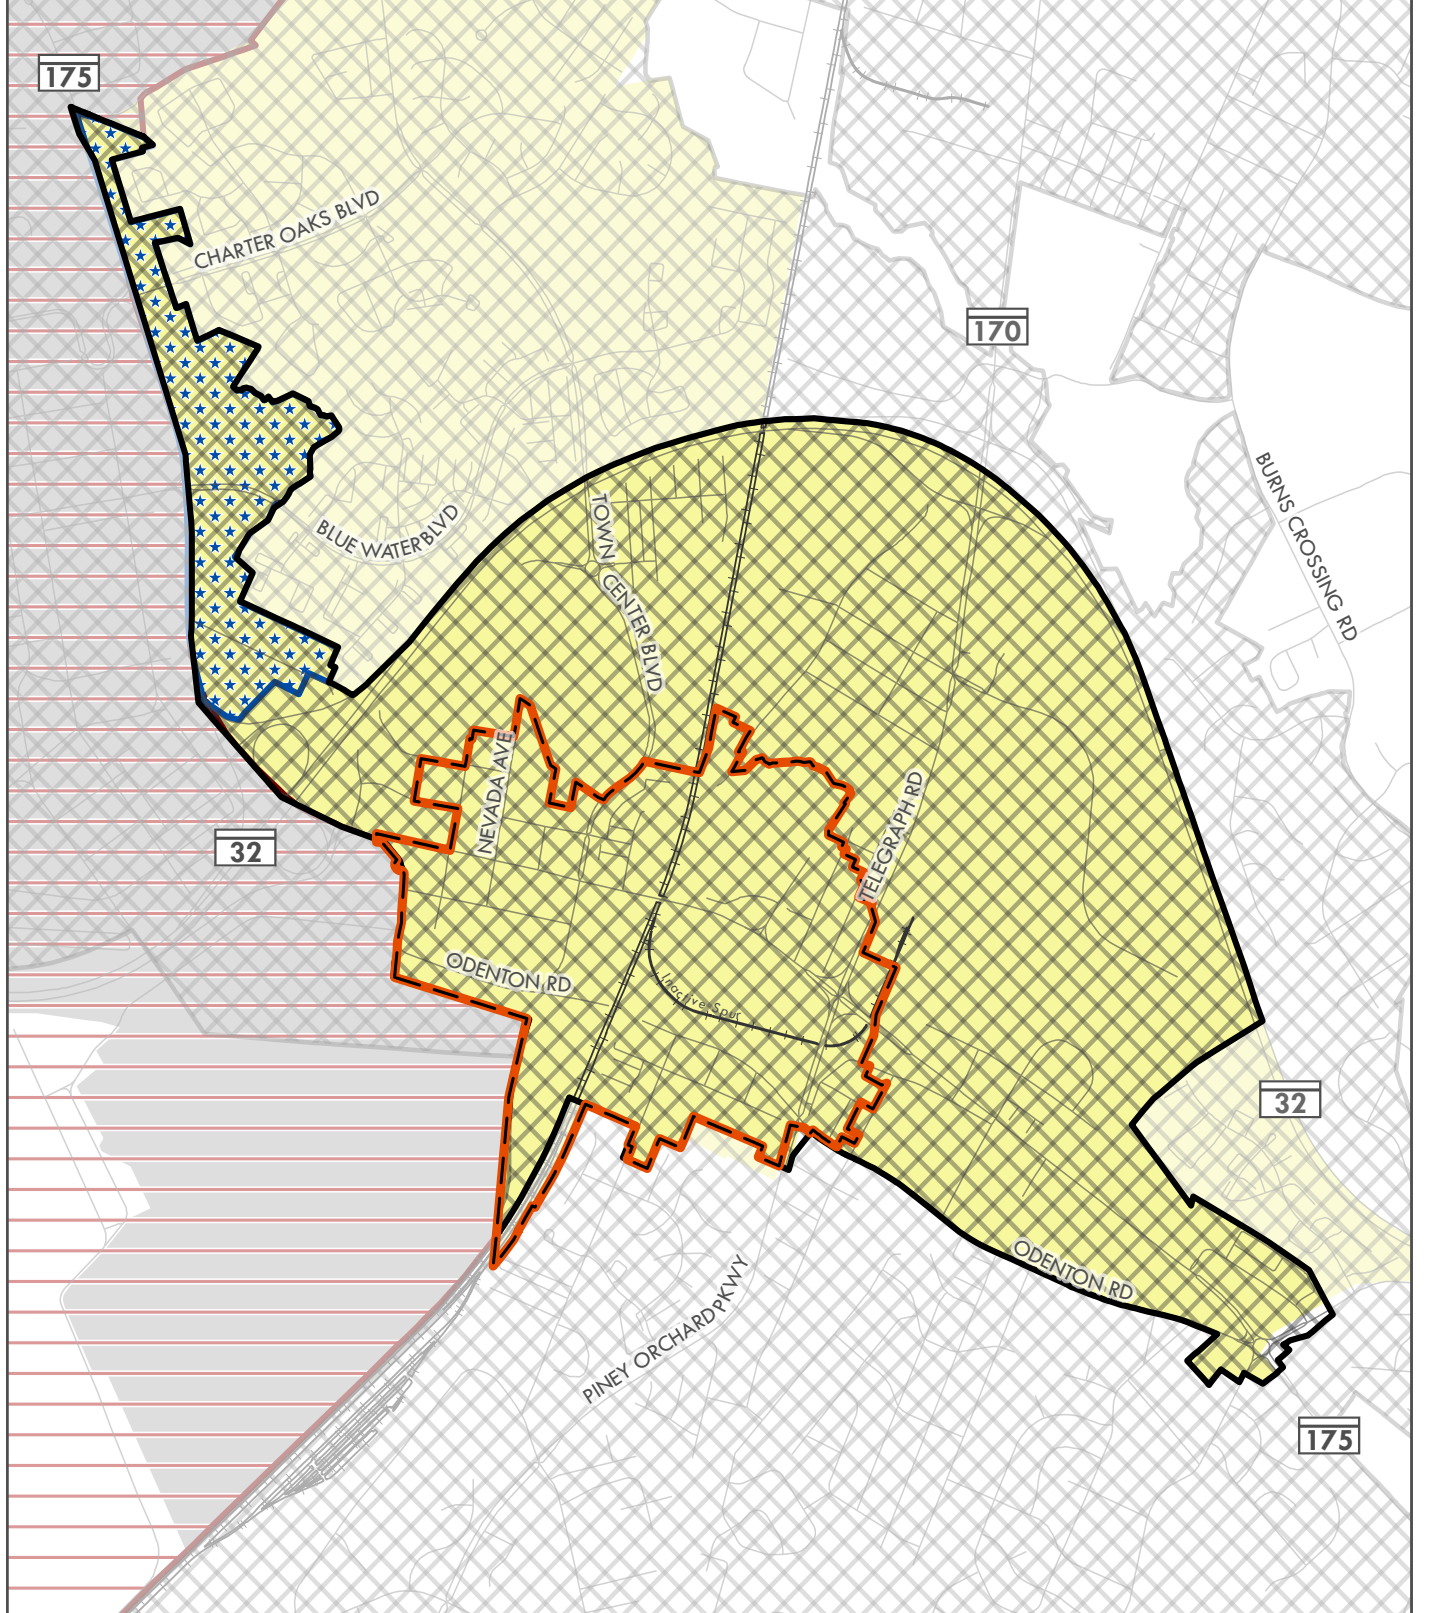 175
CHARTER OAKS BLVD
170
BLUE WATER BLVD
TOWN CENTER BLVD
BURNS CROSSING RD
NEVADA AVE
TELEGRAPH RD
32
ODENTON RD
Inactive Spur
32
ODENTON RD
PINEY ORCHARD PKWY
175